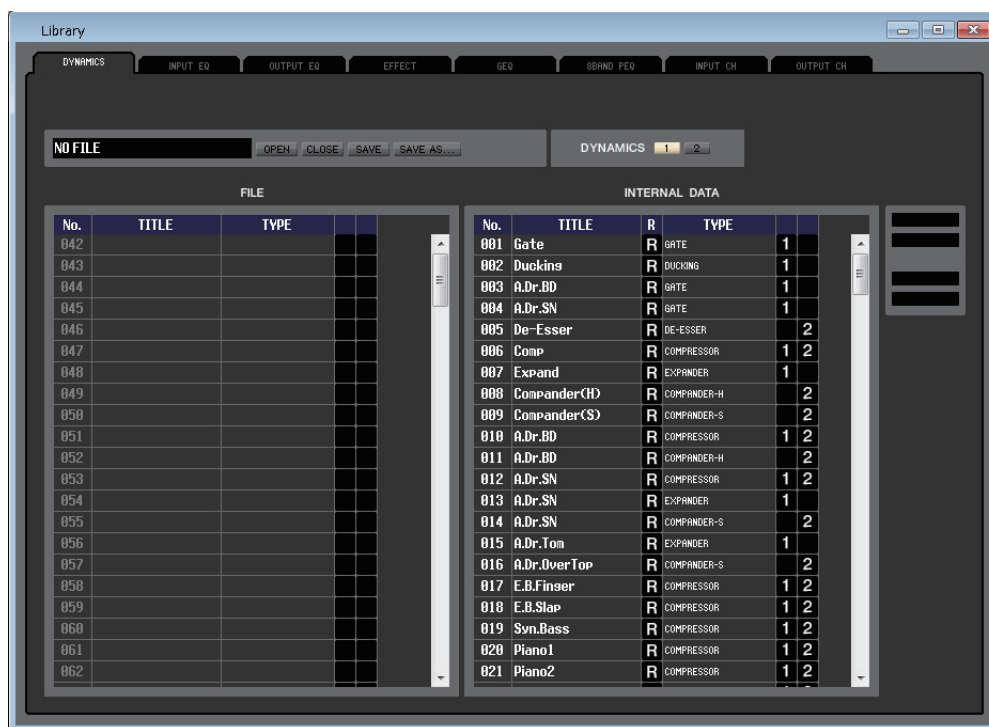 Library
DYNAMICS INPUT EQ OUTPUT EQ EFFECT GEQ 8BAND PEQ INPUT CH OUTPUT CH
NO FILE OPEN CLOSE SAVE SAVE AS... DYNAMICS 1 2
FILE INTERNAL DATA
No. TITLE TYPE No. TITLE R TYPE
042 001 Gate R GATE 1
043 002 Ducking R DUCKING 1
044 003 A.Dr.BD R GATE 1
045 004 A.Dr.SN R GATE 1
046 005 De-Esser R DE-ESSER 2
047 006 Comp R COMPRESSOR 1 2
048 007 Expand R EXPANDER 1
049 008 Compander(H) R COMPANDER-H 2
050 009 Compander(S) R COMPANDER-S 2
051 010 A.Dr.BD R COMPRESSOR 1 2
052 011 A.Dr.BD R COMPANDER-H 2
053 012 A.Dr.SN R COMPRESSOR 1 2
054 013 A.Dr.SN R EXPANDER 1
055 014 A.Dr.SN R COMPANDER-S 2
056 015 A.Dr.Tom R EXPANDER 1
057 016 A.Dr.OverTop R COMPANDER-S 2
058 017 E.B.Finger R COMPRESSOR 1 2
059 018 E.B.Slap R COMPRESSOR 1 2
060 019 Syn.Bass R COMPRESSOR 1 2
061 020 Piano1 R COMPRESSOR 1 2
062 021 Piano2 R COMPRESSOR 1 2